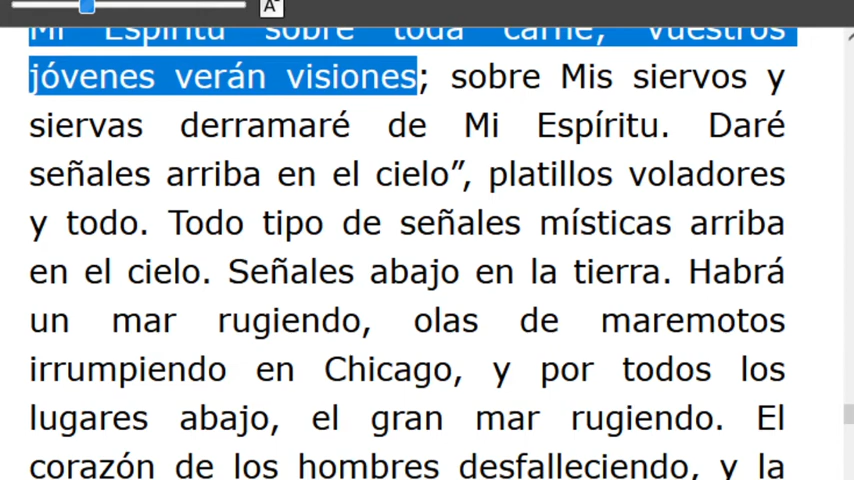 A
Mi Espíritu sobre toda carne, vuestros
jóvenes verán visiones; sobre Mis siervos y
siervas derramaré de Mi Espíritu. Daré
señales arriba en el cielo”, platillos voladores
y todo. Todo tipo de señales místicas arriba
en el cielo. Señales abajo en la tierra. Habrá
un mar rugiendo, olas de maremotos
irrumpiendo en Chicago, y por todos los
lugares abajo, el gran mar rugiendo. El
corazón de los hombres desfalleciendo, y la